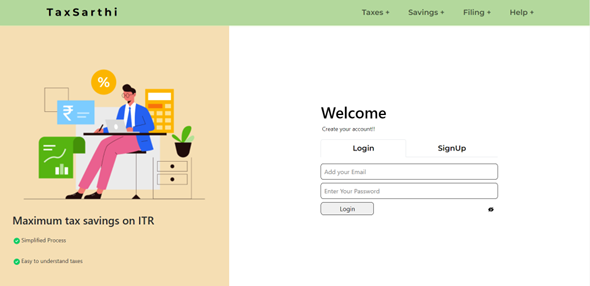 TaxSarthi
Taxes + Savings + Filing + Help +
%
₹
Maximum tax savings on ITR
Simplified Process
Easy to understand taxes
Welcome
Create your account!!
Login SignUp
Add your Email
Enter Your Password
Login